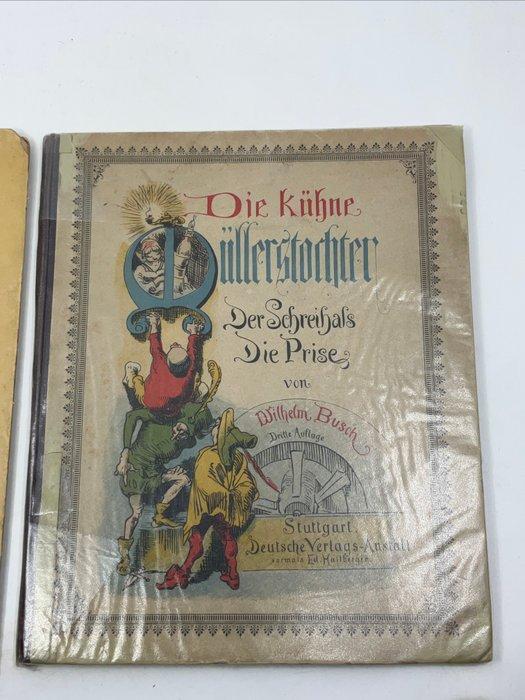 Die kühne
Müllerstochter
Der Schreihals
Die Prise
von
Wilhelm Busch
Dritte Auflage
Stuttgart
Deutsche Verlags-Anstalt
vormals Ed. Hallberger.